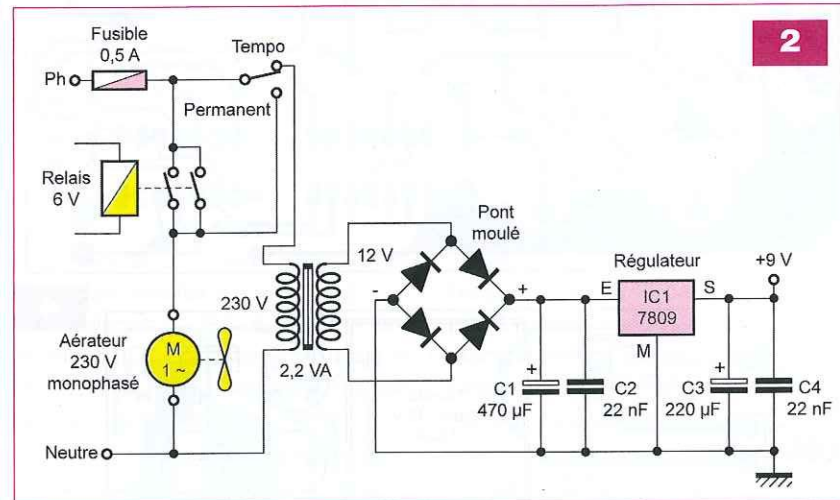 2
Fusible
0,5 A
Tempo
Ph
Permanent
Relais
6 V
Pont
moulé
12 V
Régulateur
+9 V
-
+
E
IC1
7809
S
M
230 V
Aérateur
230 V
monophasé
M
1 ~
2,2 VA
+
C1
470 µF
C2
22 nF
+
C3
220 µF
C4
22 nF
Neutre